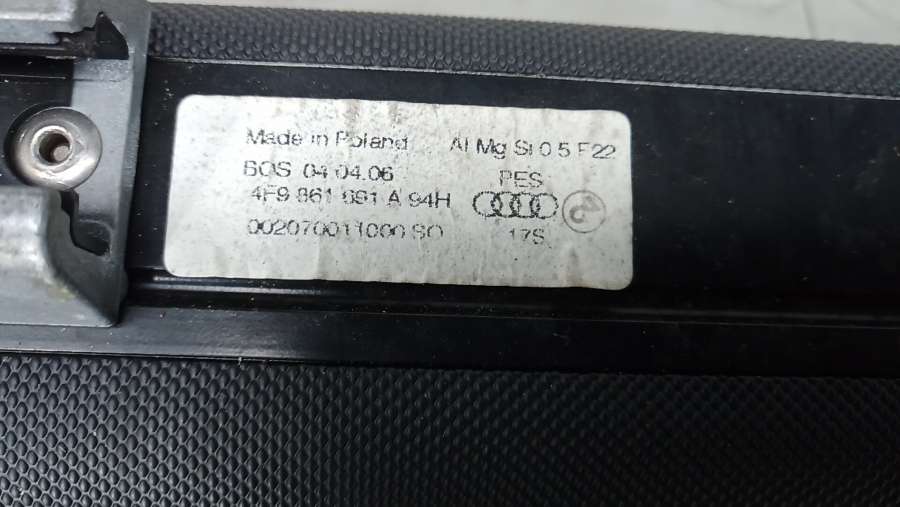 Made in Poland Al Mg Si 0.5 F22
BOS 04.04.06 PES
4F9 861 691 A 94H
002070011000 SO 17S